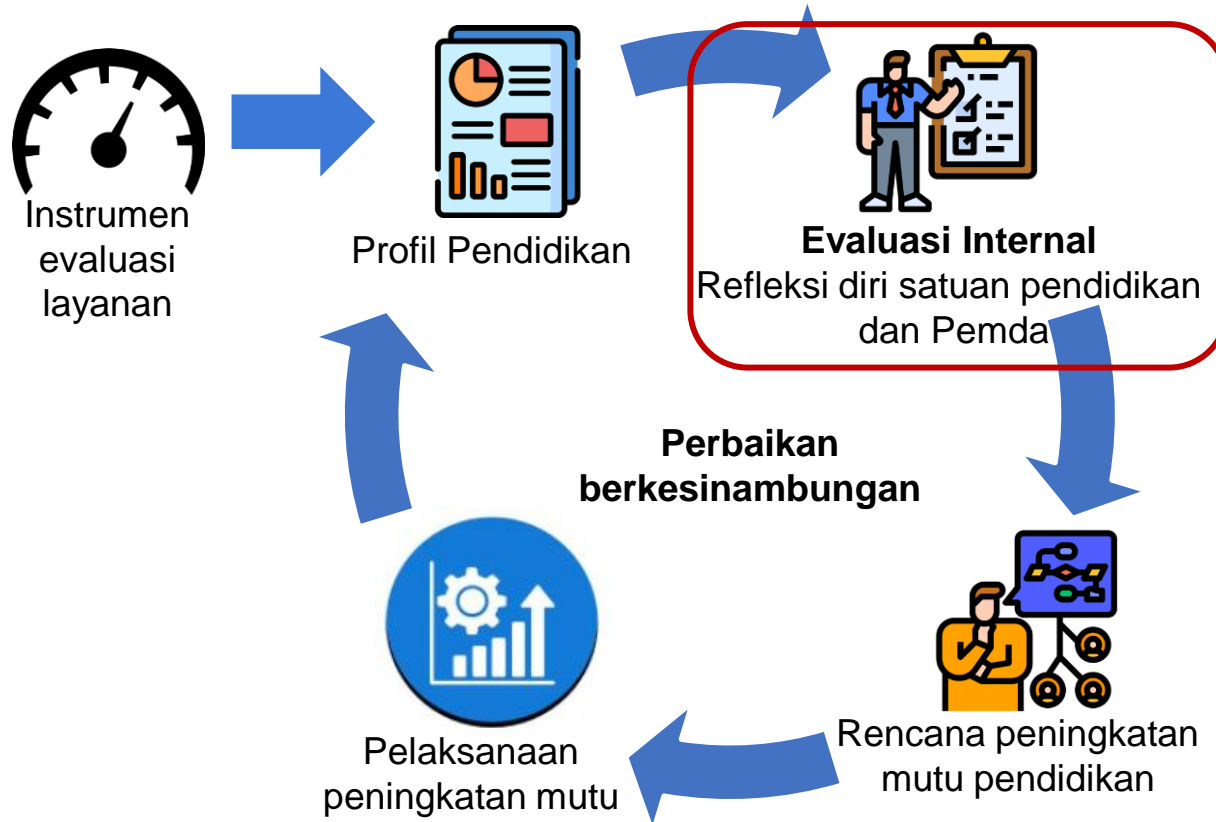 Instrumen
evaluasi
layanan
Profil Pendidikan
Evaluasi Internal
Refleksi diri satuan pendidikan
dan Pemda
Perbaikan
berkesinambungan
Rencana peningkatan
mutu pendidikan
Pelaksanaan
peningkatan mutu